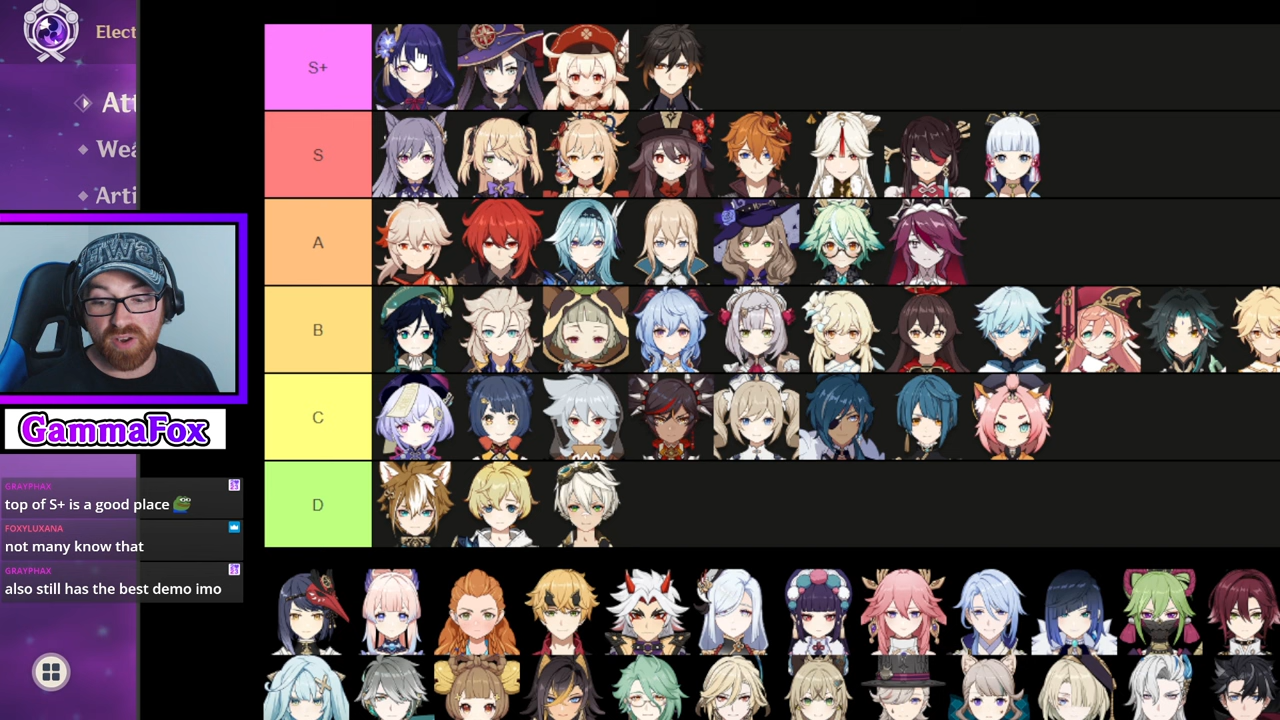 Elect
Att
Wea
Arti
GammaFox
GRAYPHAX
top of S+ is a good place
FOXYLUXANA
not many know that
GRAYPHAX
also still has the best demo imo
S+
S
A
B
C
D